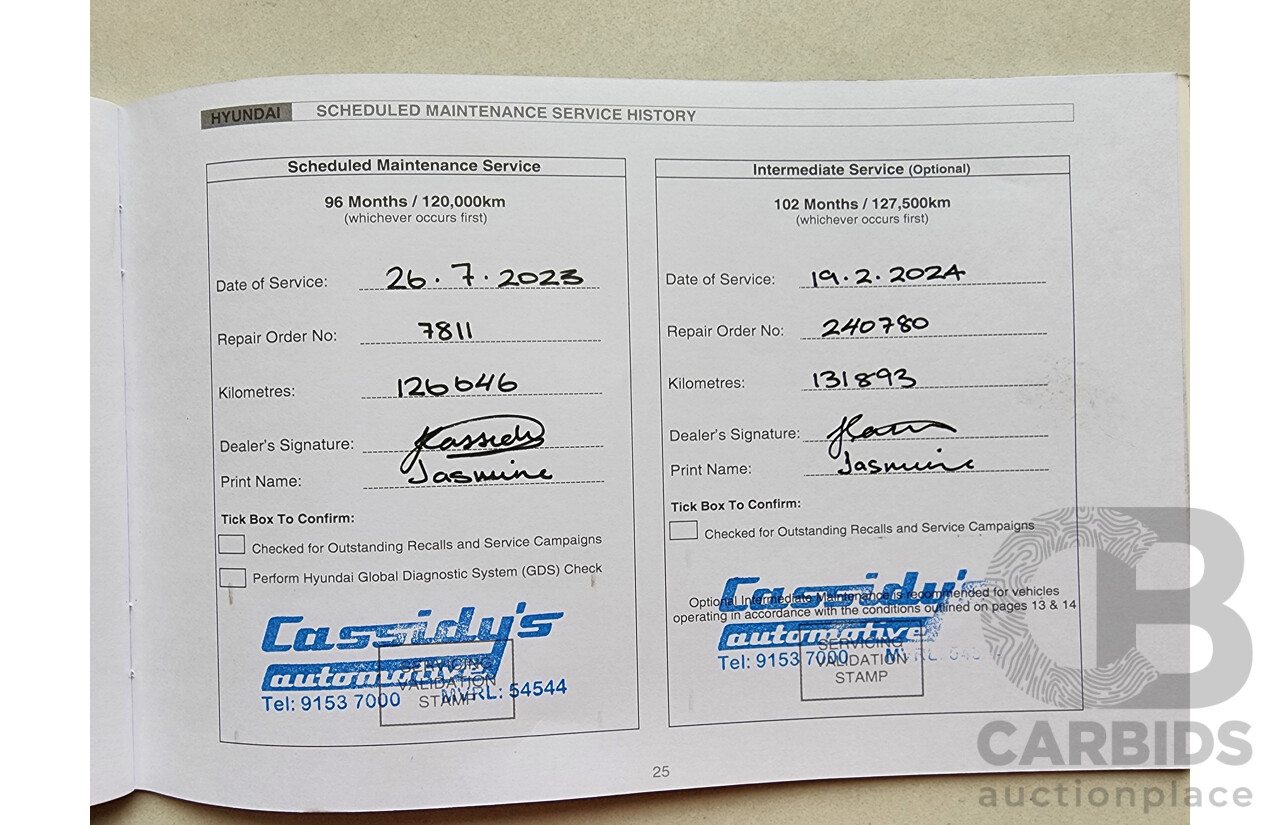 HYUNDAI SCHEDULED MAINTENANCE SERVICE HISTORY
Scheduled Maintenance Service
96 Months / 120,000km
(whichever occurs first)
Date of Service: 26.7.2023
Repair Order No: 7811
Kilometres: 126646
Dealer's Signature:
Print Name: Jasmine
Tick Box To Confirm:
Checked for Outstanding Recalls and Service Campaigns
Perform Hyundai Global Diagnostic System (GDS) Check
Cassidy's
automotive
Tel: 9153 7000 MVRL: 54544
SERVICING
VALIDATION
STAMP
Intermediate Service (Optional)
102 Months / 127,500km
(whichever occurs first)
Date of Service: 19.2.2024
Repair Order No: 240780
Kilometres: 131893
Dealer's Signature:
Print Name: Jasmine
Tick Box To Confirm:
Checked for Outstanding Recalls and Service Campaigns
Optional Intermediate Maintenance is recommended for vehicles
operating in accordance with the conditions outlined on pages 13 & 14
Cassidy's
automotive
Tel: 9153 7000 MVRL:
SERVICING
VALIDATION
STAMP
25
CB
CARBIDS
auctionplace